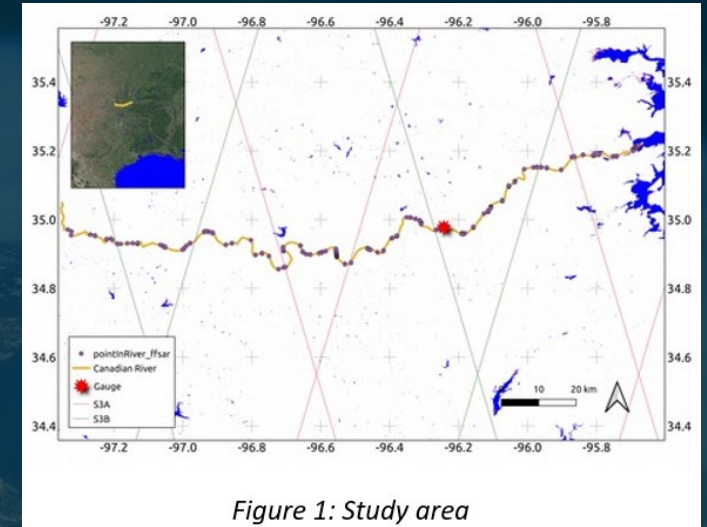 -97.2 -97.0 -96.8 -96.6 -96.4 -96.2 -96.0 -95.8
35.4 35.4
35.2 35.2
35.0 35.0
34.8 34.8
34.6 34.6
34.4 34.4
pointInRiver_ffsar
Canadian River
Gauge
S3A
S3B
10 20 km
-97.2 -97.0 -96.8 -96.6 -96.4 -96.2 -96.0 -95.8
Figure 1: Study area